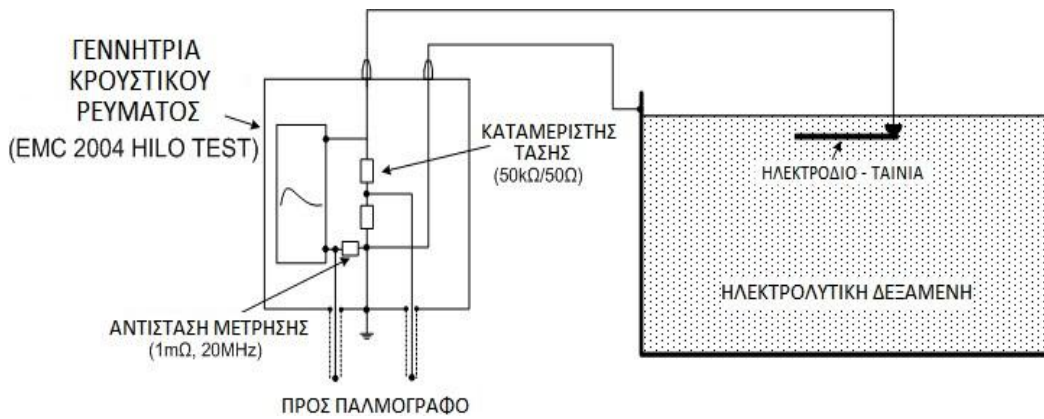 ΓΕΝΝΗΤΡΙΑ
ΚΡΟΥΣΤΙΚΟΥ
ΡΕΥΜΑΤΟΣ
(EMC 2004 HILO TEST)
ΚΑΤΑΜΕΡΙΣΤΗΣ
ΤΑΣΗΣ
(50kΩ/50Ω)
ΗΛΕΚΤΡΟΔΙΟ - ΤΑΙΝΙΑ
ΗΛΕΚΤΡΟΛΥΤΙΚΗ ΔΕΞΑΜΕΝΗ
ΑΝΤΙΣΤΑΣΗ ΜΕΤΡΗΣΗΣ
(1mΩ, 20MHz)
ΠΡΟΣ ΠΑΛΜΟΓΡΑΦΟ